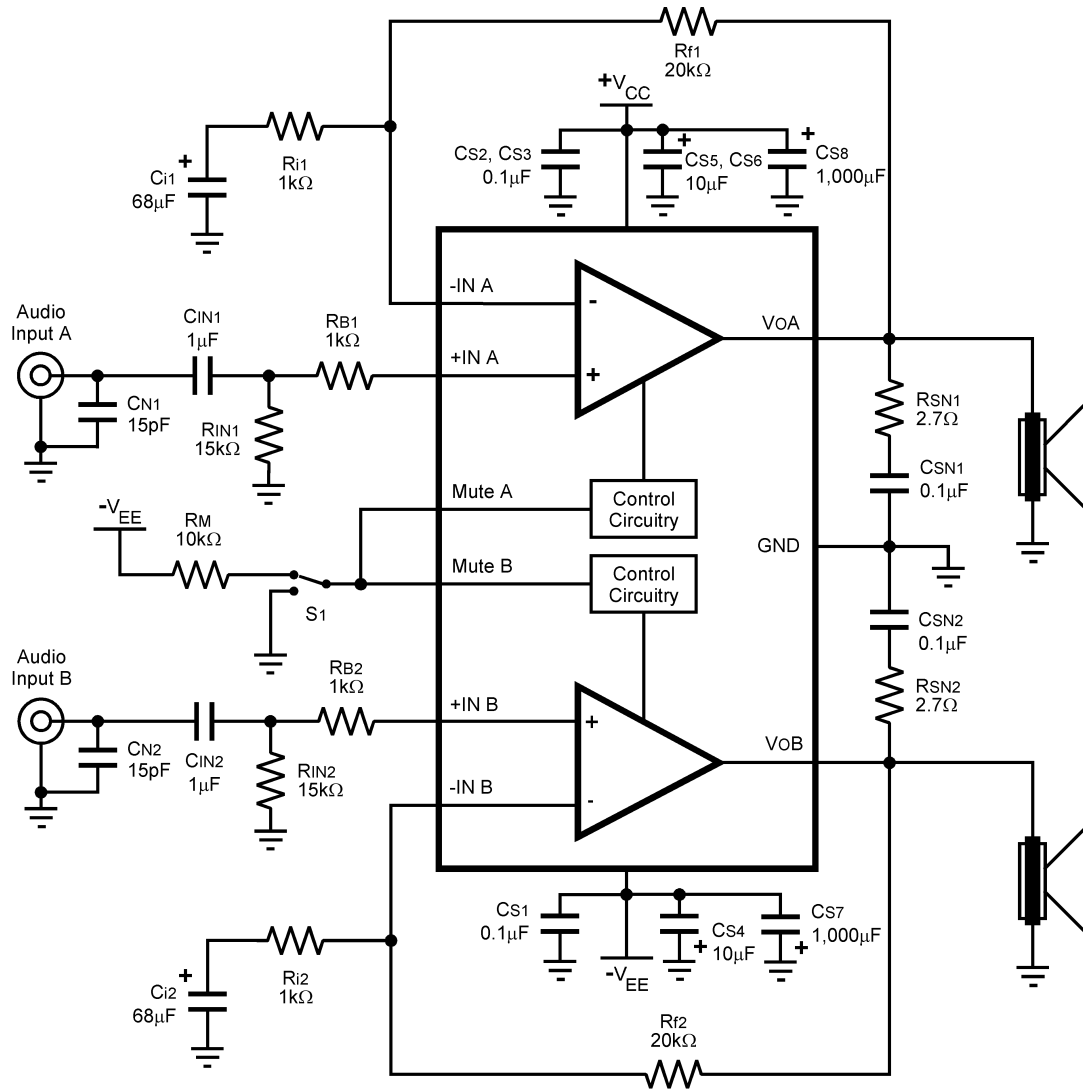 Rf1
20kΩ
+VCC
CS2, CS3
0.1µF
+
CS5, CS6
10µF
+
CS8
1,000µF
+
Ci1
68µF
Ri1
1kΩ
-IN A
-
Audio
Input A
CIN1
1µF
RB1
1kΩ
+IN A
+
VOA
CN1
15pF
RIN1
15kΩ
RSN1
2.7Ω
CSN1
0.1µF
Mute A
Control
Circuitry
-VEE
RM
10kΩ
S1
Mute B
Control
Circuitry
GND
CSN2
0.1µF
RSN2
2.7Ω
Audio
Input B
RB2
1kΩ
+IN B
+
CN2
15pF
CIN2
1µF
RIN2
15kΩ
-IN B
-
VOB
CS1
0.1µF
CS4
+ 10µF
CS7
1,000µF
+
-VEE
+
Ci2
68µF
Ri2
1kΩ
Rf2
20kΩ